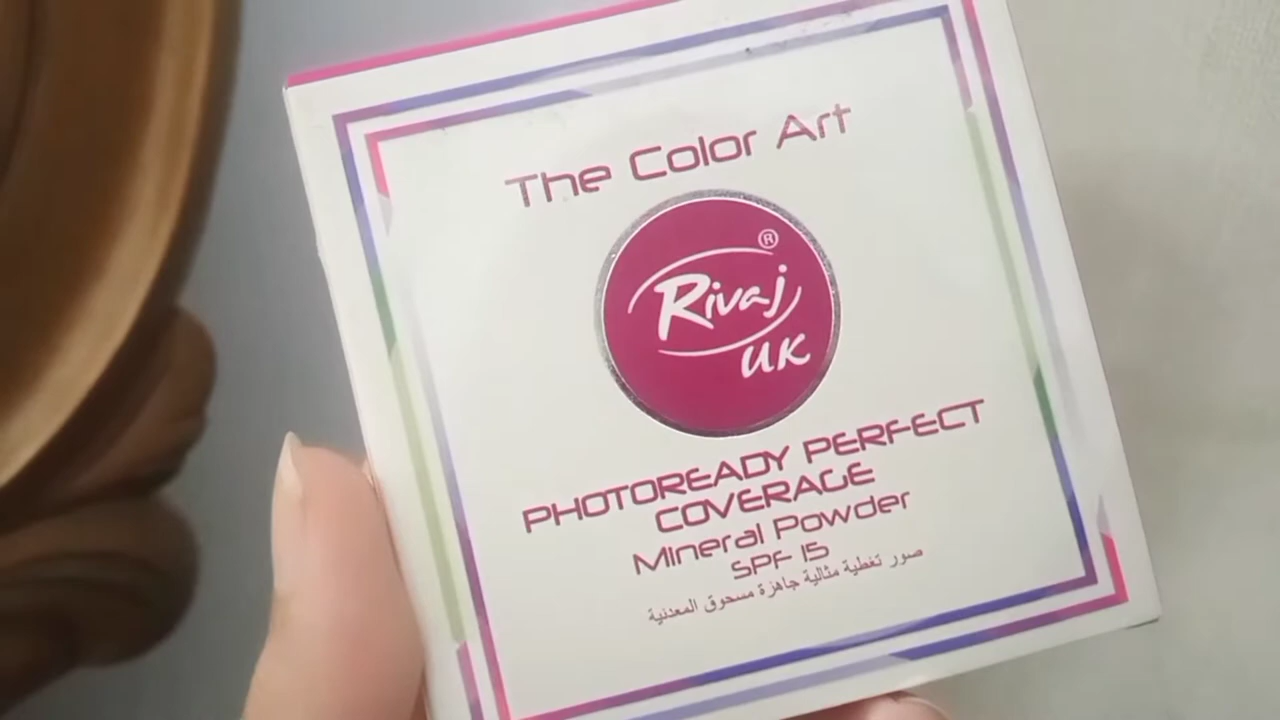 The Color Art
Rivaj ®
UK
PHOTOREADY PERFECT
COVERAGE
Mineral Powder
SPF 15
صور تغطية مثالية جاهزة مسحوق المعدنية